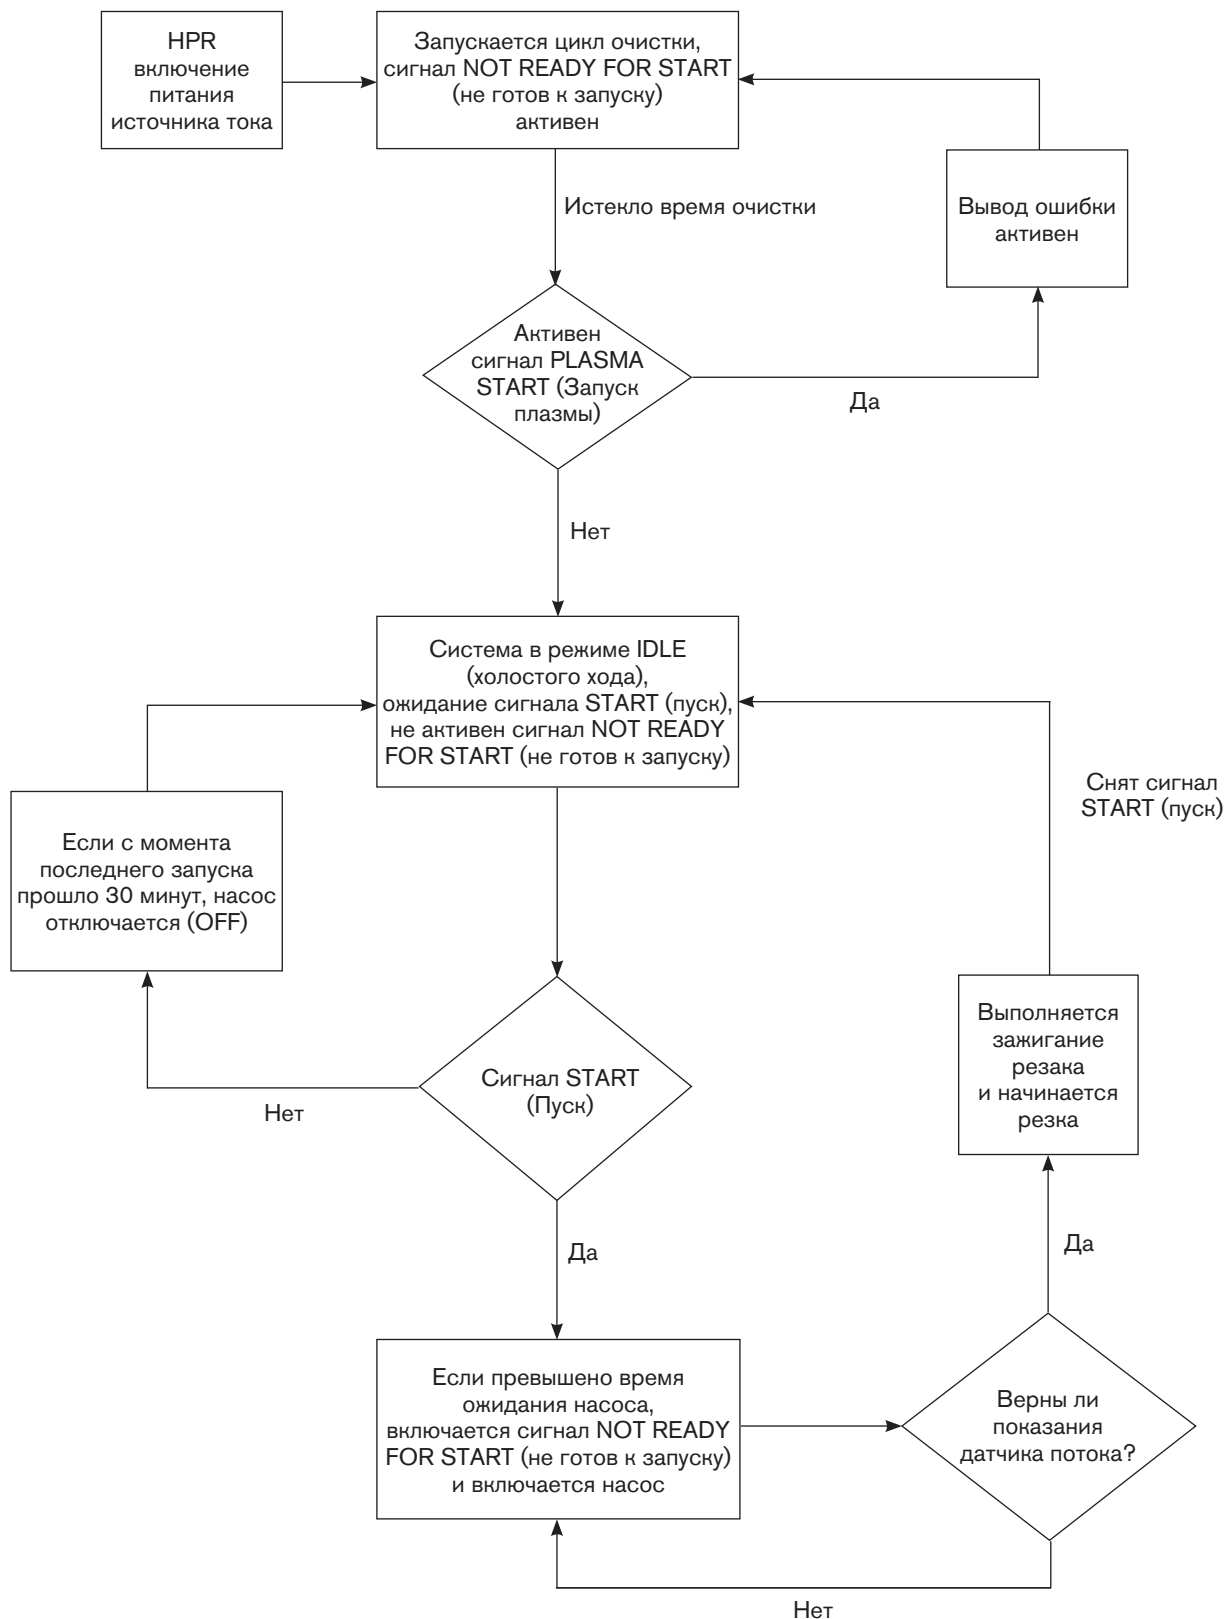 HPR
включение
питания
источника тока
Запускается цикл очистки,
сигнал NOT READY FOR START
(не готов к запуску)
активен
Вывод ошибки
активен
Истекло время очистки
Активен
сигнал PLASMA
START (Запуск
плазмы)
Да
Нет
Система в режиме IDLE
(холостого хода),
ожидание сигнала START (пуск),
не активен сигнал NOT READY
FOR START (не готов к запуску)
Снят сигнал
START (пуск)
Если с момента
последнего запуска
прошло 30 минут, насос
отключается (OFF)
Выполняется
зажигание
резака
и начинается
резка
Сигнал START
(Пуск)
Нет
Да
Да
Если превышено время
ожидания насоса,
включается сигнал NOT READY
FOR START (не готов к запуску)
и включается насос
Верны ли
показания
датчика потока?
Нет